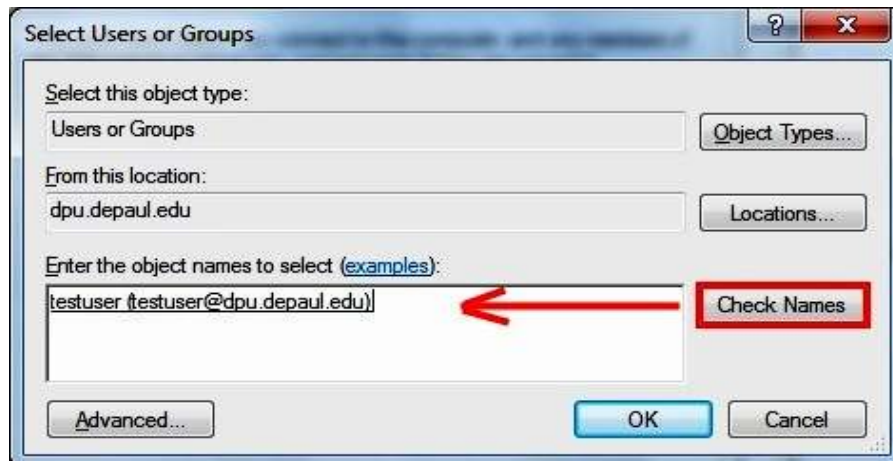 Select Users or Groups
Select this object type:
Users or Groups
Object Types...
From this location:
dpu.depaul.edu
Locations...
Enter the object names to select (examples):
testuser (testuser@dpu.depaul.edu)
Check Names
Advanced...
OK
Cancel